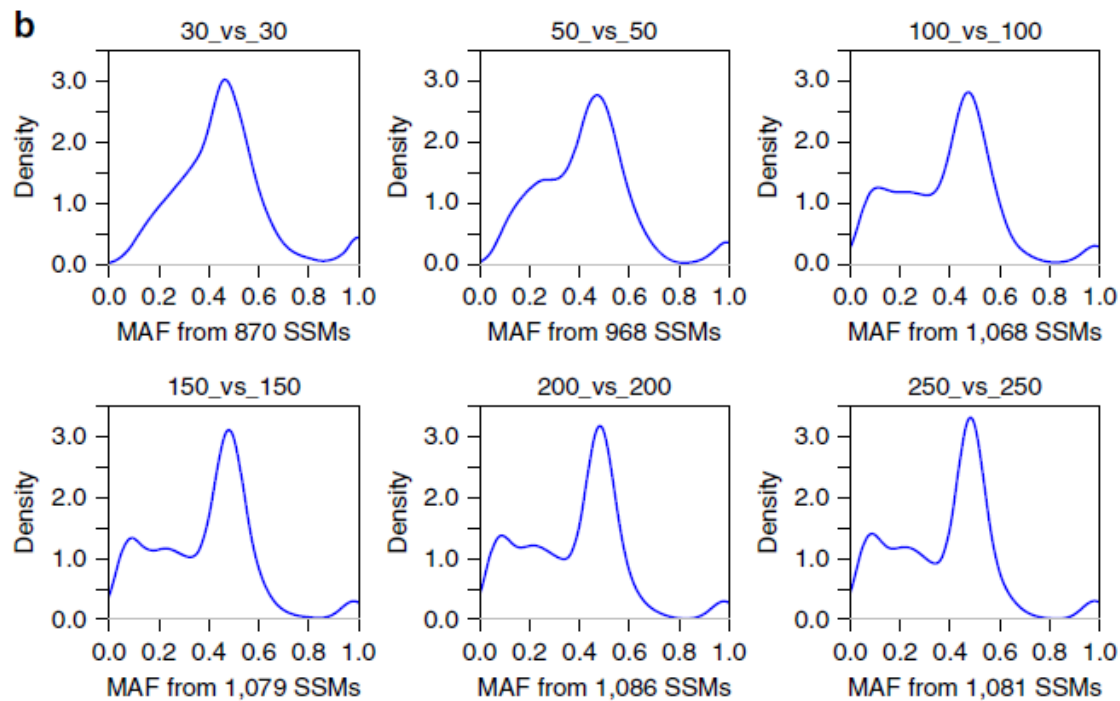 b
30_vs_30 50_vs_50 100_vs_100
Density Density Density
3.0 3.0 3.0
2.0 2.0 2.0
1.0 1.0 1.0
0.0 0.0 0.0
0.0 0.2 0.4 0.6 0.8 1.0 0.0 0.2 0.4 0.6 0.8 1.0 0.0 0.2 0.4 0.6 0.8 1.0
MAF from 870 SSMs MAF from 968 SSMs MAF from 1,068 SSMs
150_vs_150 200_vs_200 250_vs_250
Density Density Density
3.0 3.0 3.0
2.0 2.0 2.0
1.0 1.0 1.0
0.0 0.0 0.0
0.0 0.2 0.4 0.6 0.8 1.0 0.0 0.2 0.4 0.6 0.8 1.0 0.0 0.2 0.4 0.6 0.8 1.0
MAF from 1,079 SSMs MAF from 1,086 SSMs MAF from 1,081 SSMs